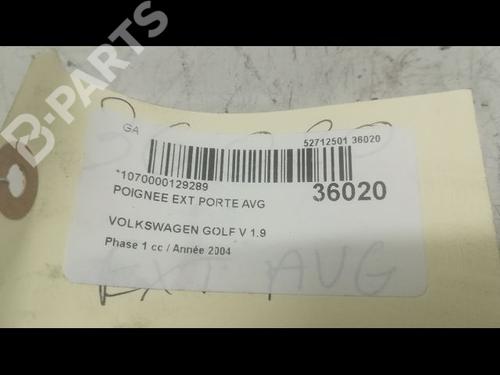 B-PARTS
GA
52712501 36020
*1070000129289
36020
POIGNEE EXT PORTE AVG
VOLKSWAGEN GOLF V 1.9
Phase 1 cc / Année 2004
EXT AVG